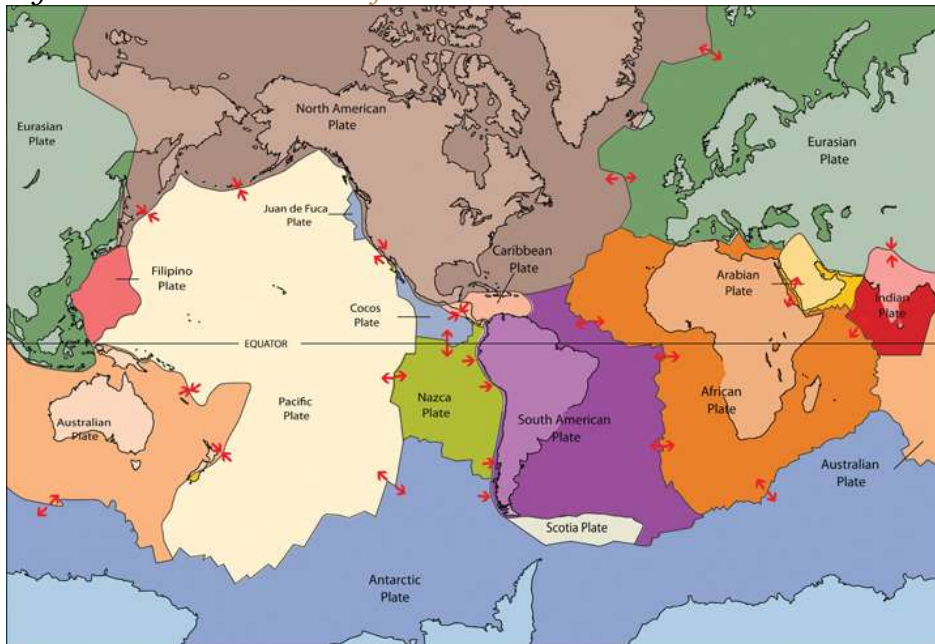 North American
Plate
Eurasian
Plate
Eurasian
Plate
Juan de Fuca
Plate
Caribbean
Plate
Filipino
Plate
Arabian
Plate
Cocos
Plate
Indian
Plate
EQUATOR
Nazca
Plate
African
Plate
Pacific
Plate
Australian
Plate
South American
Plate
Australian
Plate
Scotia Plate
Antarctic
Plate